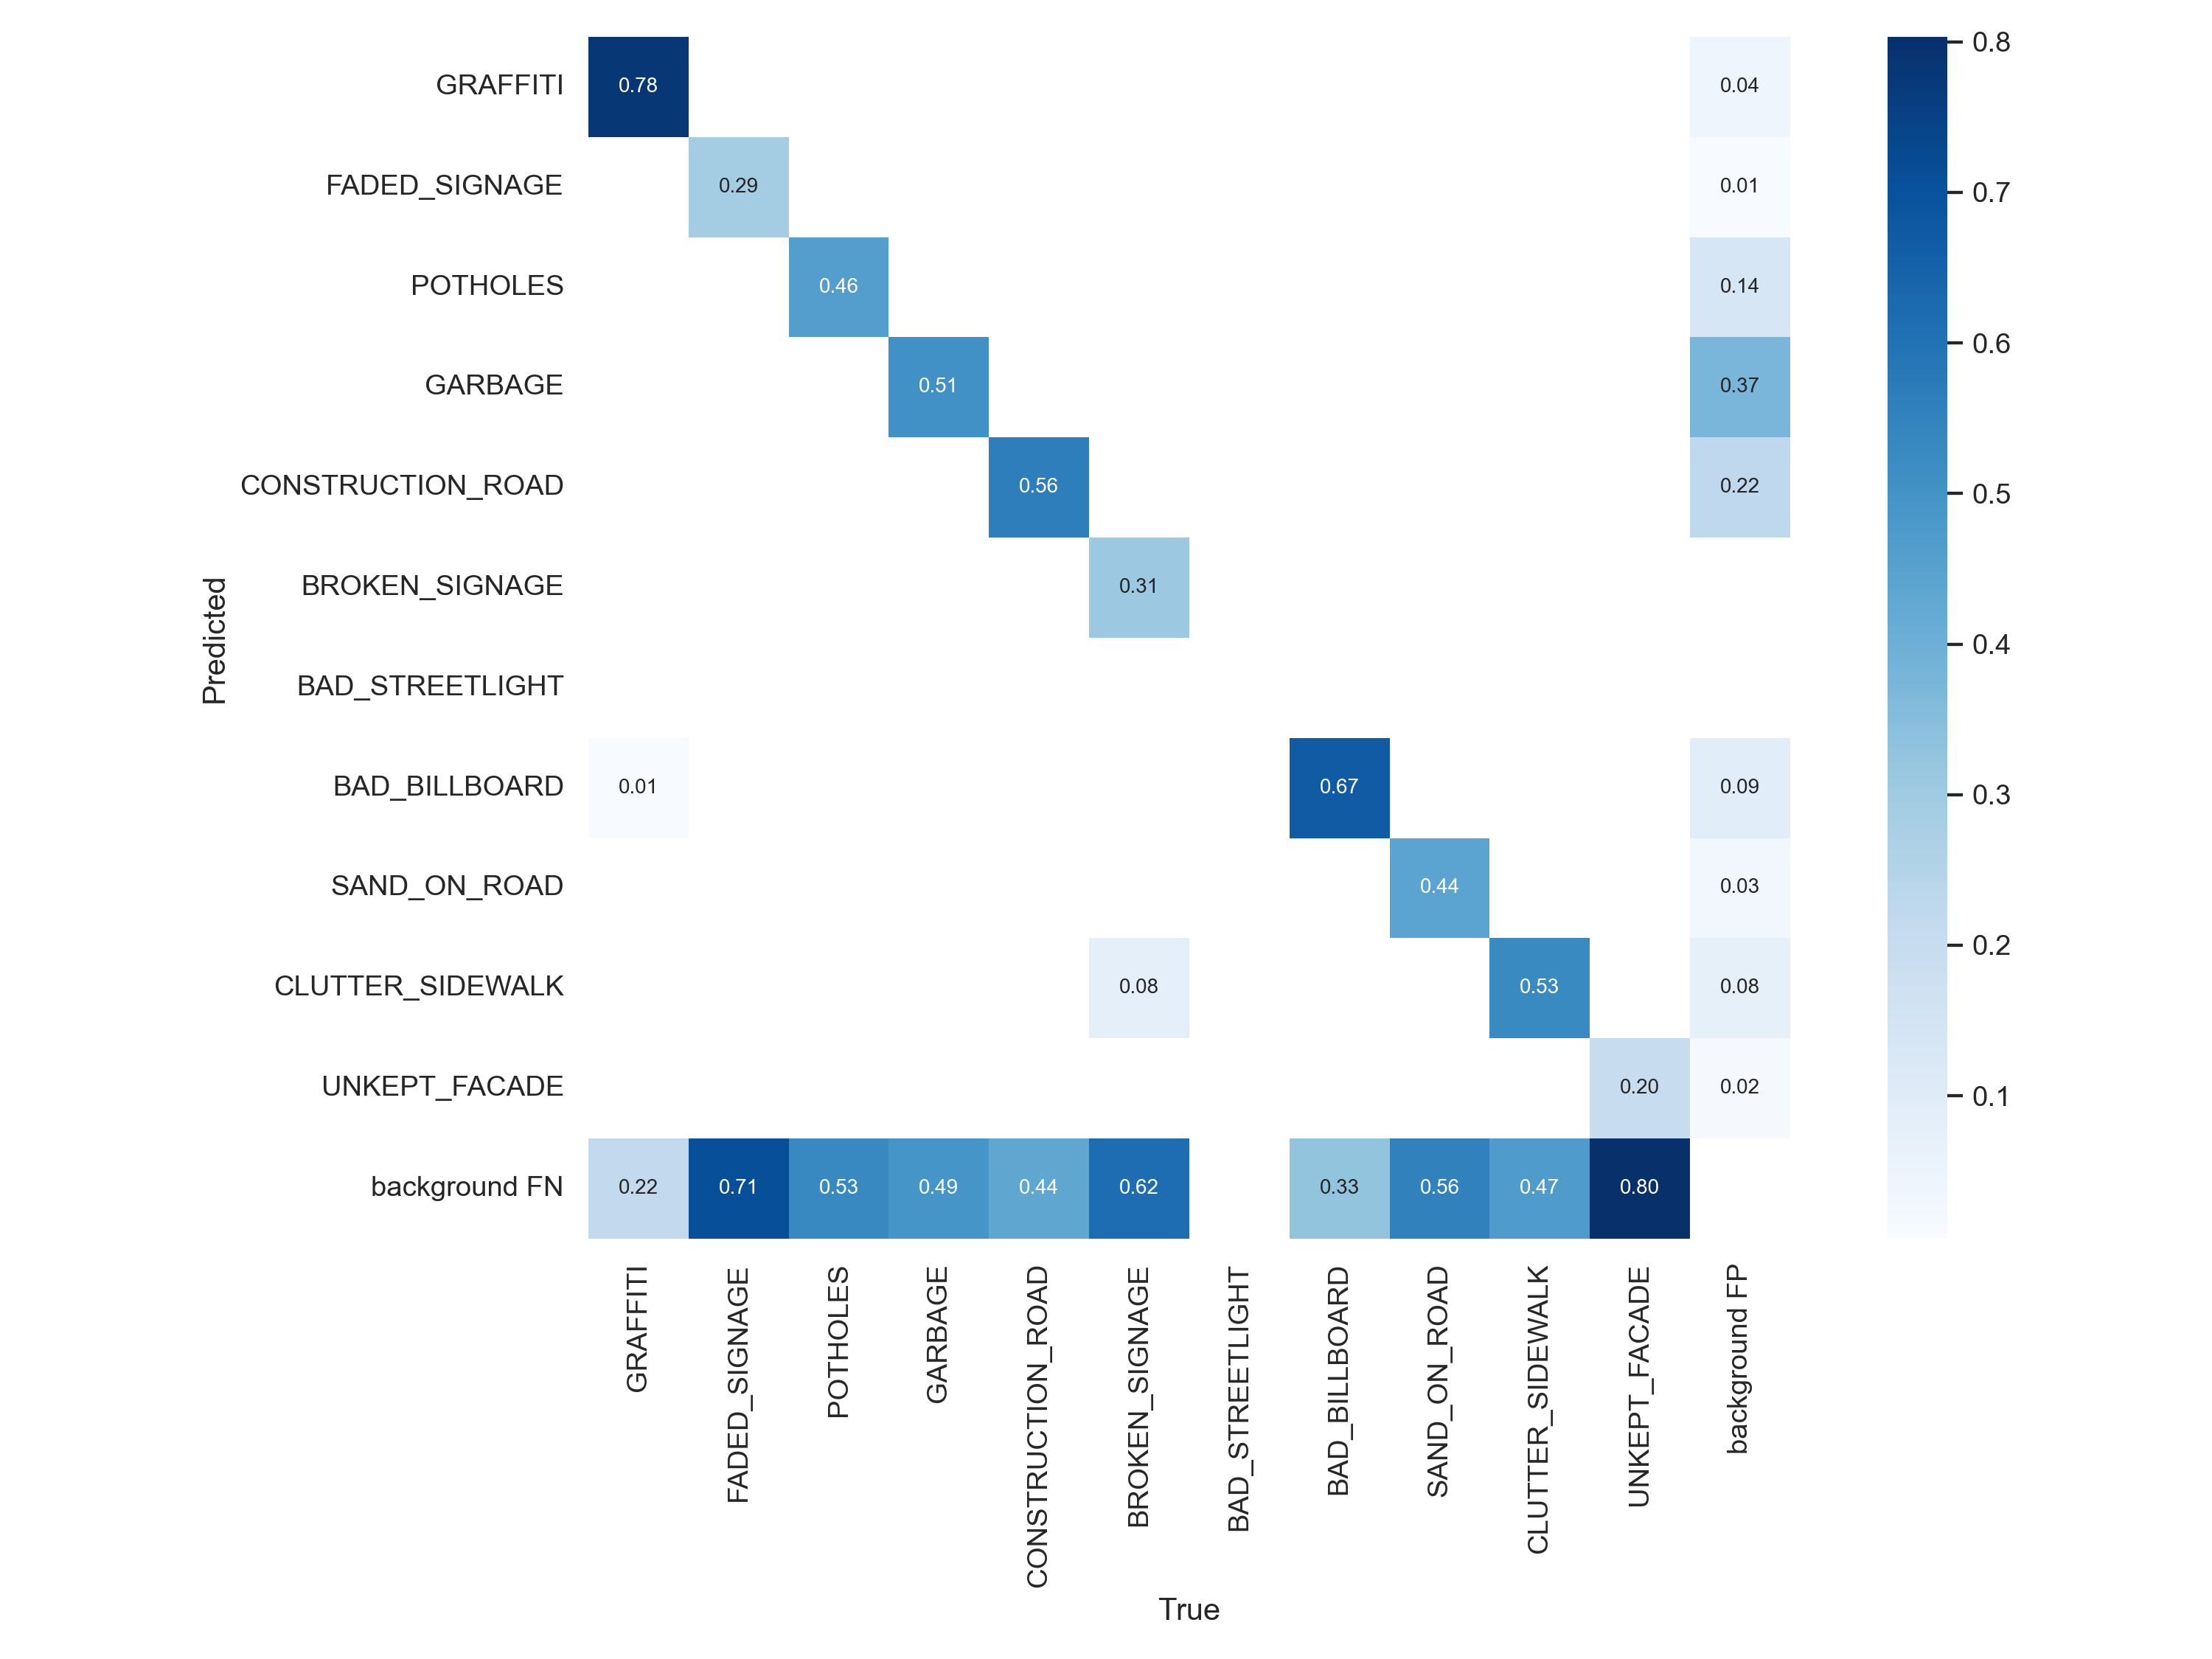 GRAFFITI 0.78 0.04 0.8
FADED_SIGNAGE 0.29 0.01 0.7
POTHOLES 0.46 0.14 0.6
GARBAGE 0.51 0.37
CONSTRUCTION_ROAD 0.56 0.22 0.5
BROKEN_SIGNAGE 0.31
Predicted
0.4
BAD_STREETLIGHT
BAD_BILLBOARD 0.01 0.67 0.09 0.3
SAND_ON_ROAD 0.44 0.03
0.2
CLUTTER_SIDEWALK 0.08 0.53 0.08
UNKEPT_FACADE 0.20 0.02 0.1
background FN 0.22 0.71 0.53 0.49 0.44 0.62 0.33 0.56 0.47 0.80
GRAFFITI
FADED_SIGNAGE
POTHOLES
GARBAGE
CONSTRUCTION_ROAD
BROKEN_SIGNAGE
BAD_STREETLIGHT
BAD_BILLBOARD
SAND_ON_ROAD
CLUTTER_SIDEWALK
UNKEPT_FACADE
background FP
True